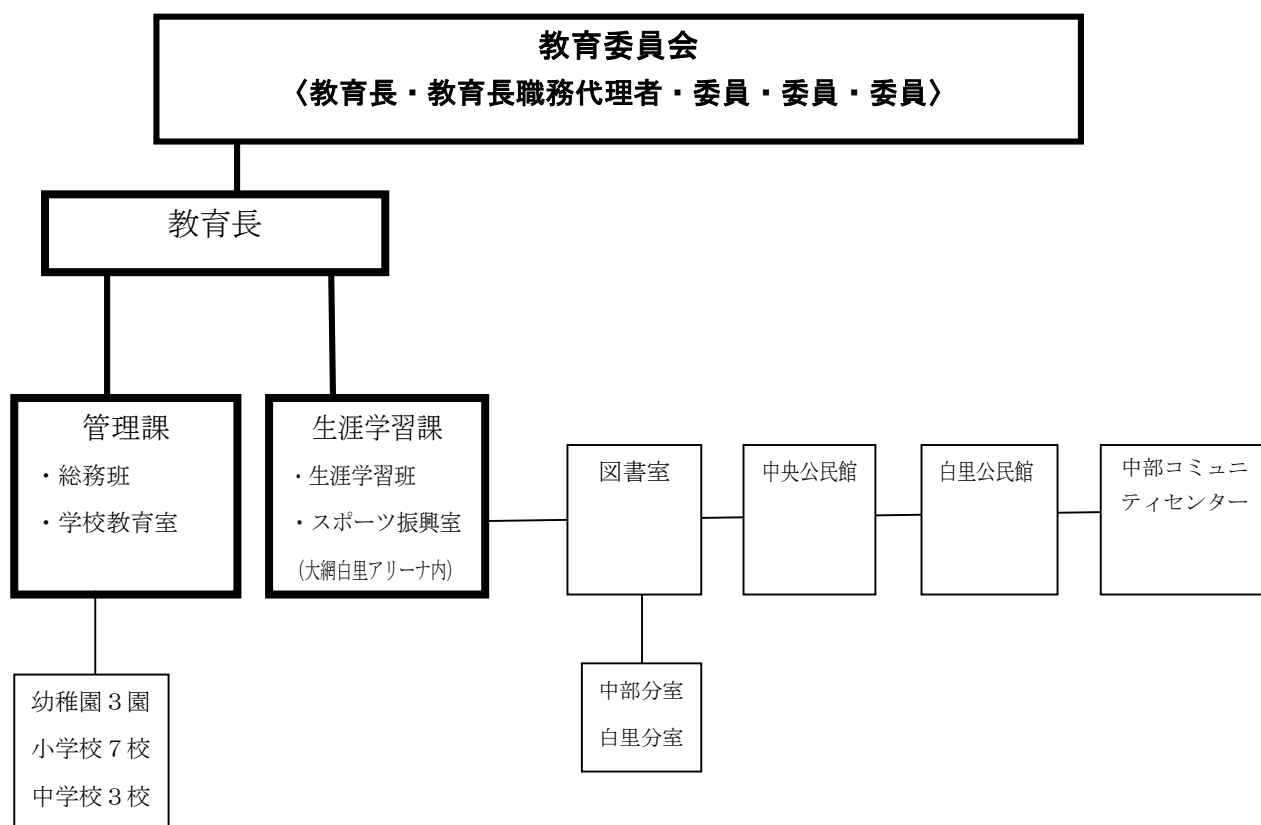 教育委員会
〈教育長・教育長職務代理者・委員・委員・委員〉
教育長
管理課
・総務班
・学校教育室
生涯学習課
・生涯学習班
・スポーツ振興室
(大網白里アリーナ内)
図書室
中央公民館
白里公民館
中部コミュニ
ティセンター
幼稚園３園
小学校７校
中学校３校
中部分室
白里分室